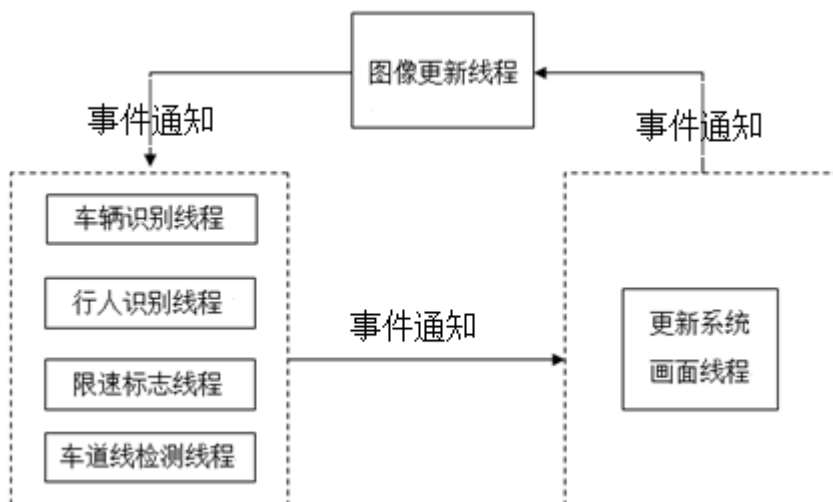 图像更新线程
事件通知
事件通知
车辆识别线程
行人识别线程
限速标志线程
车道线检测线程
事件通知
更新系统
画面线程